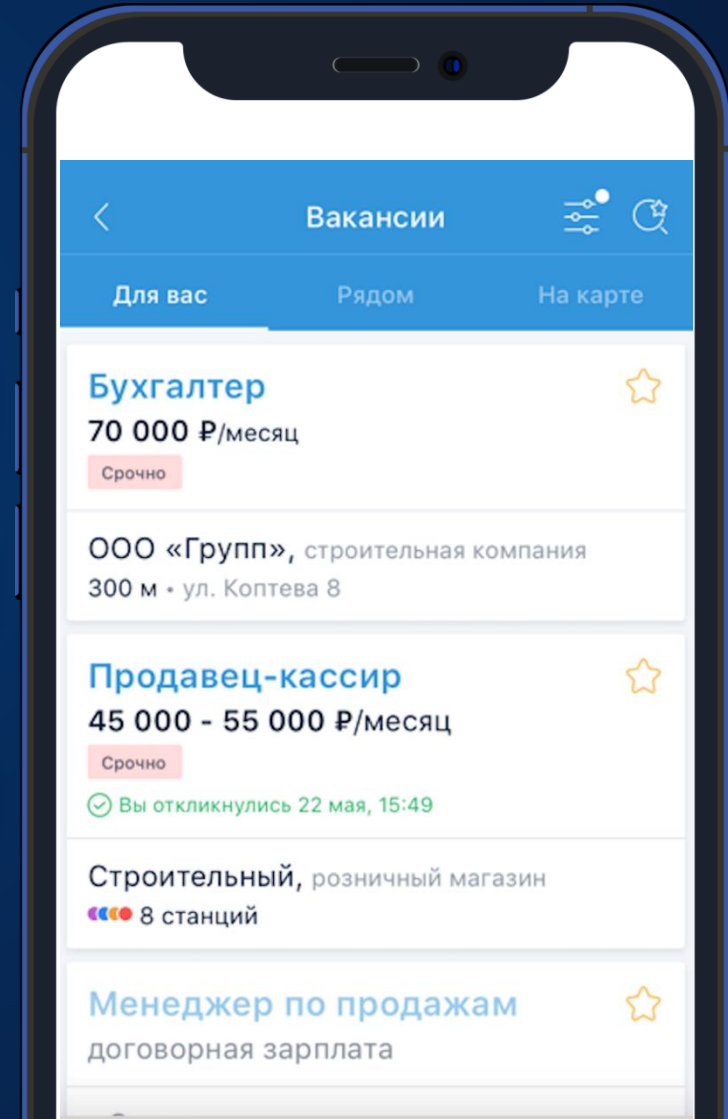 Вакансии
Для вас
Рядом
На карте
Бухгалтер
70 000 ₽/месяц
Срочно
ООО «Групп», строительная компания
300 м • ул. Коптева 8
Продавец-кассир
45 000 - 55 000 ₽/месяц
Срочно
Вы откликнулись 22 мая, 15:49
Строительный, розничный магазин
8 станций
Менеджер по продажам
договорная зарплата